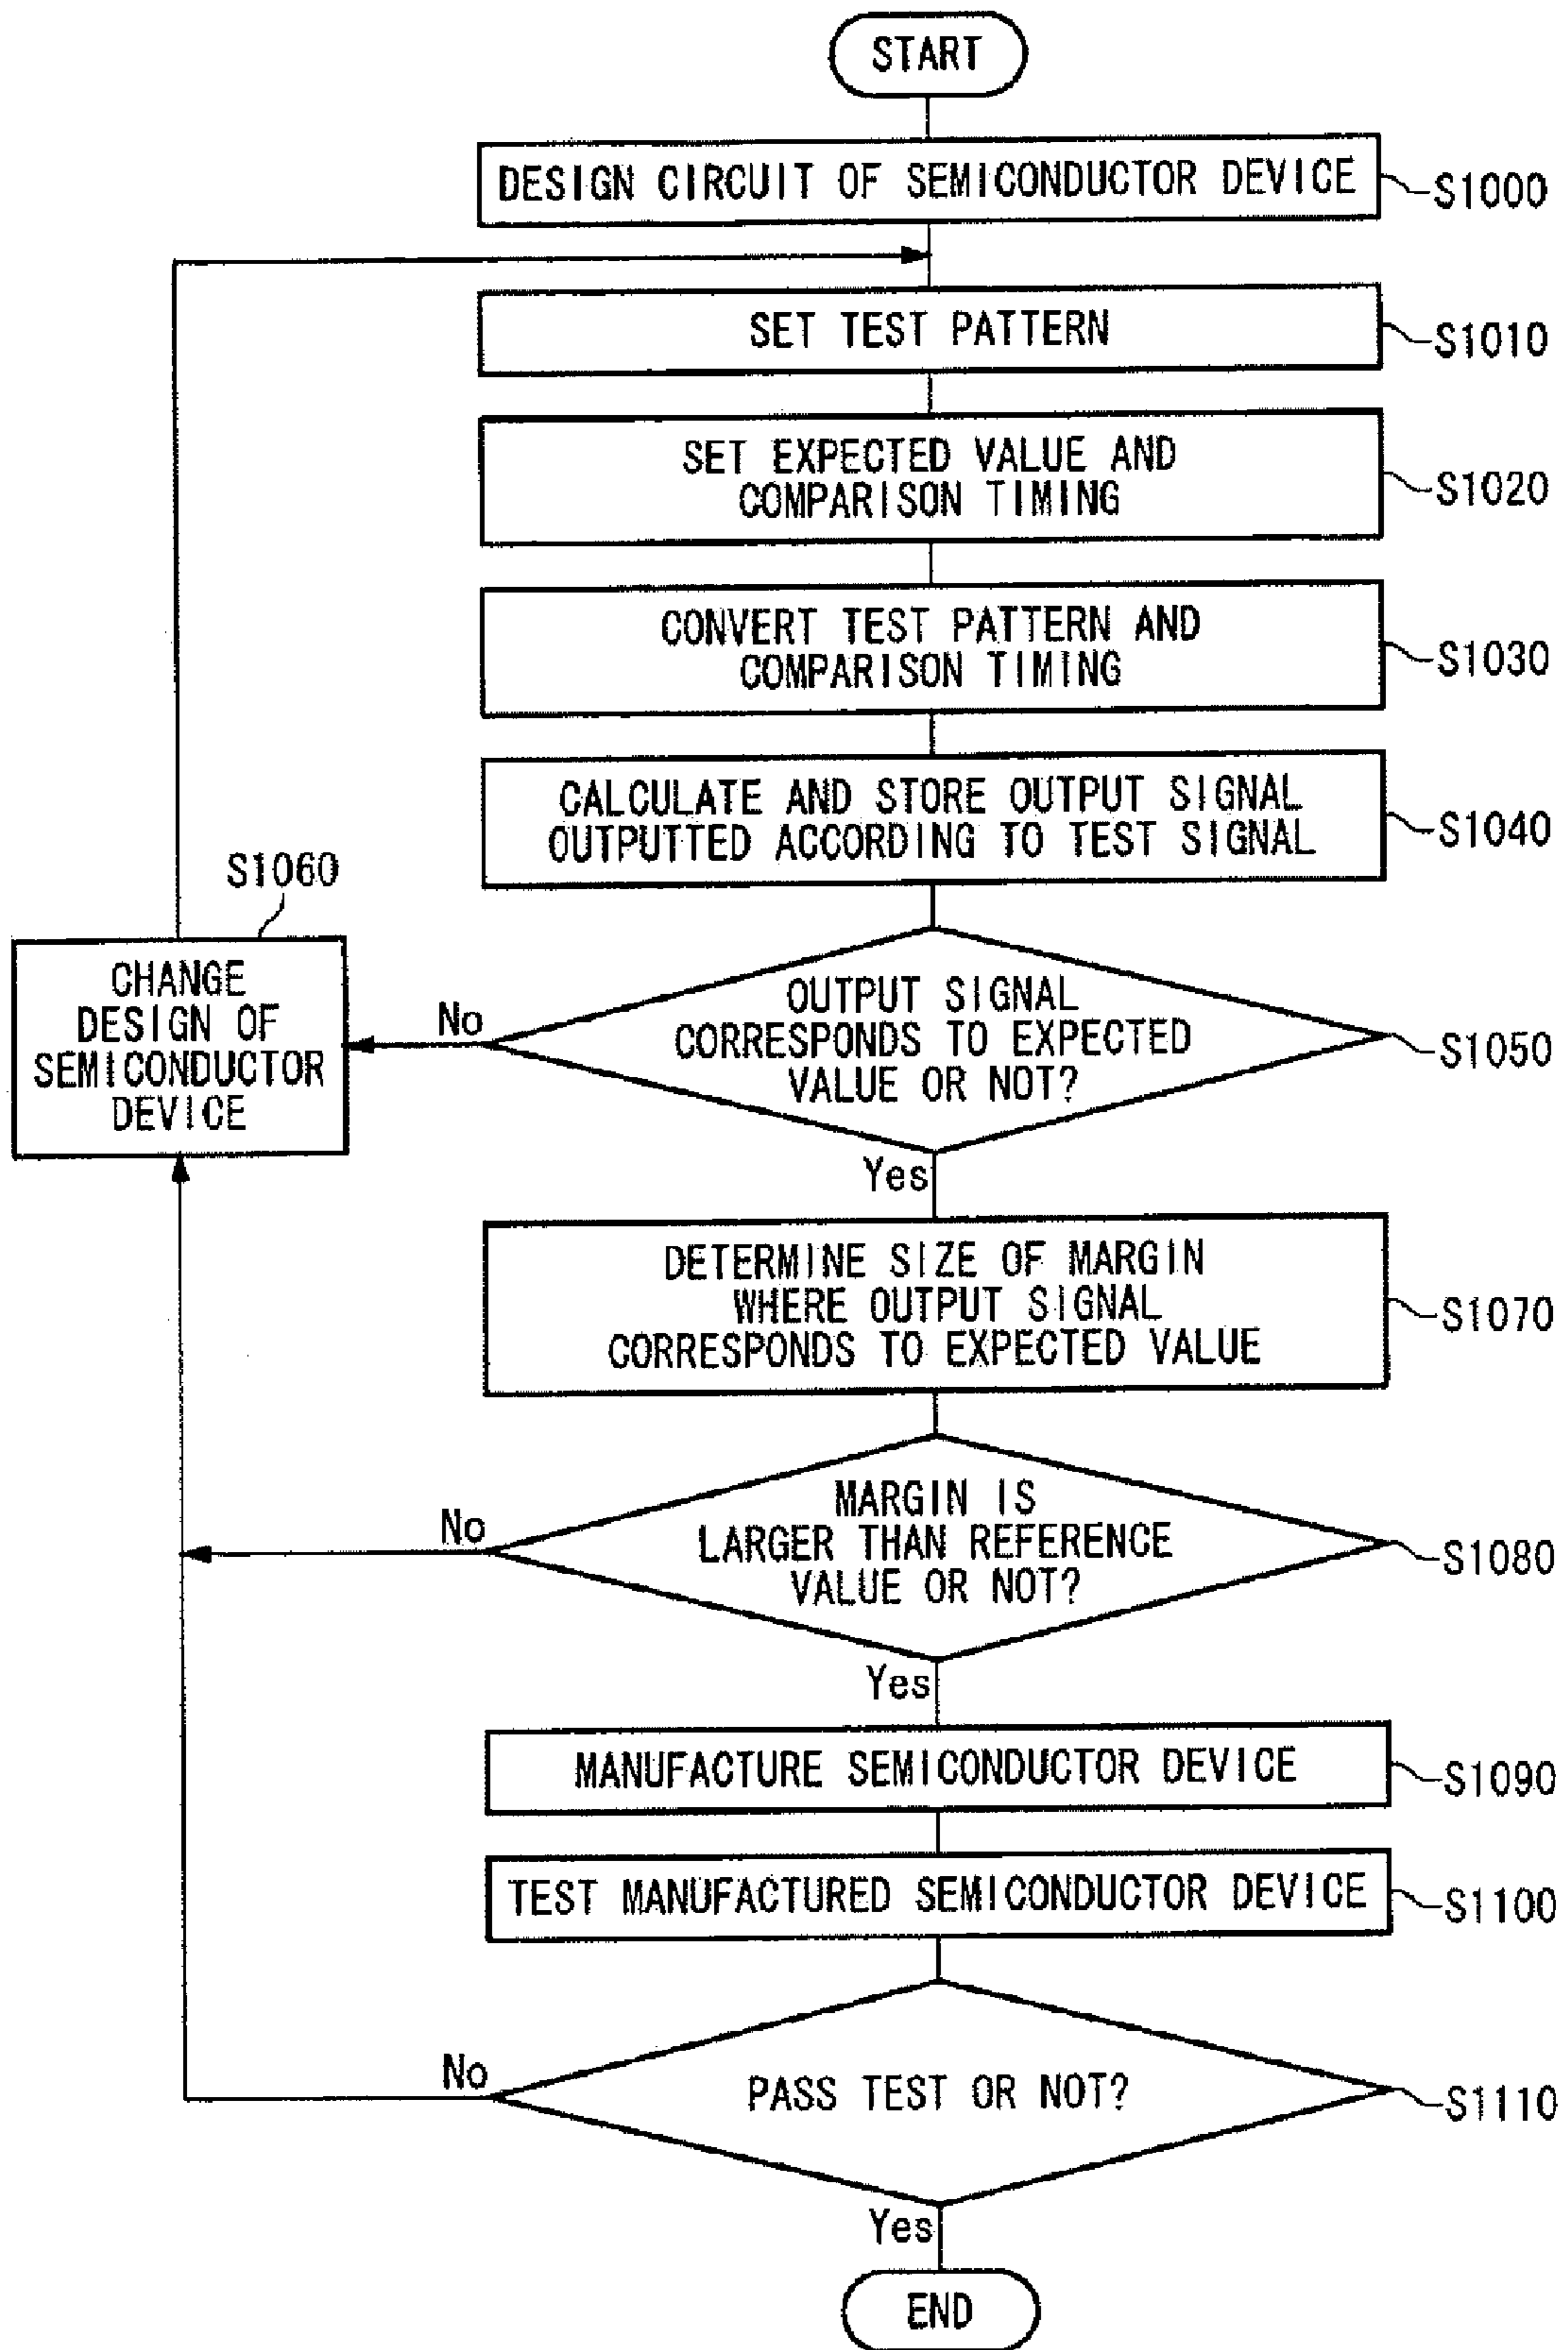 START
DESIGN CIRCUIT OF SEMICONDUCTOR DEVICE
S1000
SET TEST PATTERN
S1010
SET EXPECTED VALUE AND
COMPARISON TIMING
S1020
CONVERT TEST PATTERN AND
COMPARISON TIMING
S1030
CALCULATE AND STORE OUTPUT SIGNAL
OUTPUTTED ACCORDING TO TEST SIGNAL
S1040
S1060
CHANGE
DESIGN OF
SEMICONDUCTOR
DEVICE
No
OUTPUT SIGNAL
CORRESPONDS TO EXPECTED
VALUE OR NOT?
S1050
Yes
DETERMINE SIZE OF MARGIN
WHERE OUTPUT SIGNAL
CORRESPONDS TO EXPECTED VALUE
S1070
No
MARGIN IS
LARGER THAN REFERENCE
VALUE OR NOT?
S1080
Yes
MANUFACTURE SEMICONDUCTOR DEVICE
S1090
TEST MANUFACTURED SEMICONDUCTOR DEVICE
S1100
No
PASS TEST OR NOT?
S1110
Yes
END